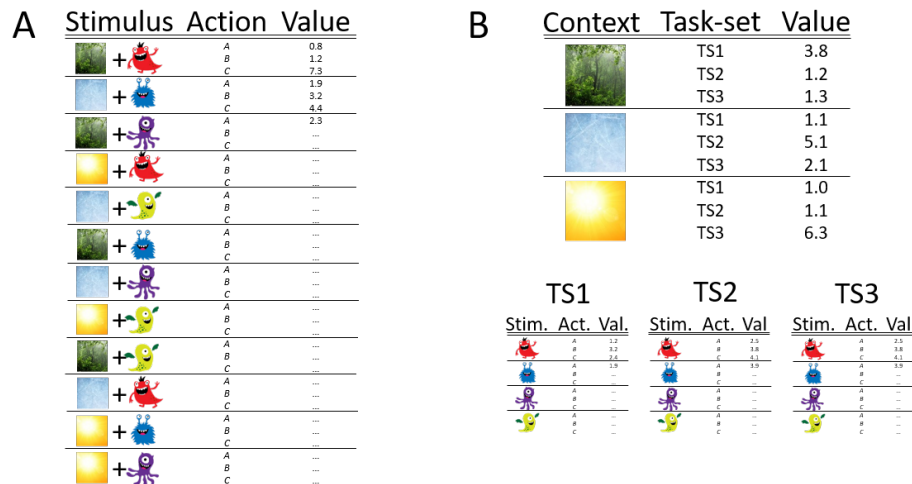 A
Stimulus Action Value
A 0.8
+ B 1.2
C 7.3
A 1.9
+ B 3.2
C 4.4
A 2.3
+ B ...
C ...
A ...
+ B ...
C ...
A ...
+ B ...
C ...
A ...
+ B ...
C ...
A ...
+ B ...
C ...
A ...
+ B ...
C ...
A ...
+ B ...
C ...
A ...
+ B ...
C ...
A ...
+ B ...
C ...
A ...
+ B ...
C ...
B
Context Task-set Value
TS1 3.8
TS2 1.2
TS3 1.3
TS1 1.1
TS2 5.1
TS3 2.1
TS1 1.0
TS2 1.1
TS3 6.3
TS1
Stim. Act. Val.
A 1.2
B 3.2
C 2.4
A 1.9
B ...
C ...
A ...
B ...
C ...
A ...
B ...
C ...
TS2
Stim. Act. Val
A 2.5
B 3.8
C 4.1
A 3.9
B ...
C ...
A ...
B ...
C ...
A ...
B ...
C ...
TS3
Stim. Act. Val.
A 2.5
B 3.8
C 4.1
A 3.9
B ...
C ...
A ...
B ...
C ...
A ...
B ...
C ...